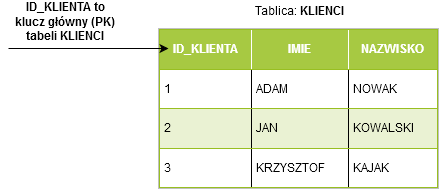 ID_KLIENTA to
klucz główny (PK)
tabeli KLIENCI
Tablica: KLIENCI
ID_KLIENTA IMIE NAZWISKO
1 ADAM NOWAK
2 JAN KOWALSKI
3 KRZYSZTOF KAJAK